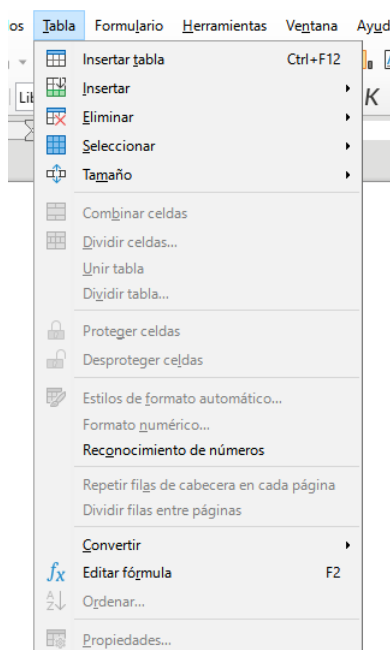 os Tabla Formulario Herramientas Ventana Ayud
Insertar tabla Ctrl+F12
Lib Insertar K
Eliminar
Seleccionar
Tamaño
Combinar celdas
Dividir celdas...
Unir tabla
Dividir tabla...
Proteger celdas
Desproteger celdas
Estilos de formato automático...
Formato numérico...
Reconocimiento de números
Repetir filas de cabecera en cada página
Dividir filas entre páginas
Convertir
fx Editar fórmula F2
Ordenar...
Propiedades...